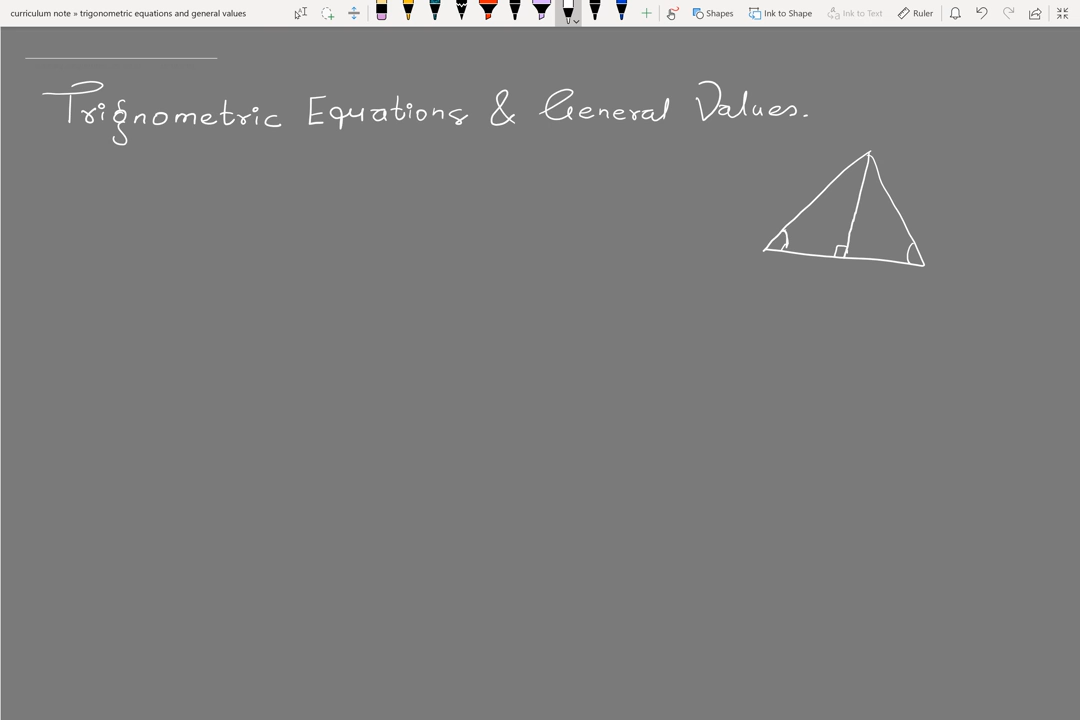 curriculum note » trigonometric equations and general values
Shapes Ink to Shape Ink to Text Ruler
Trignometric Equations & General Values.